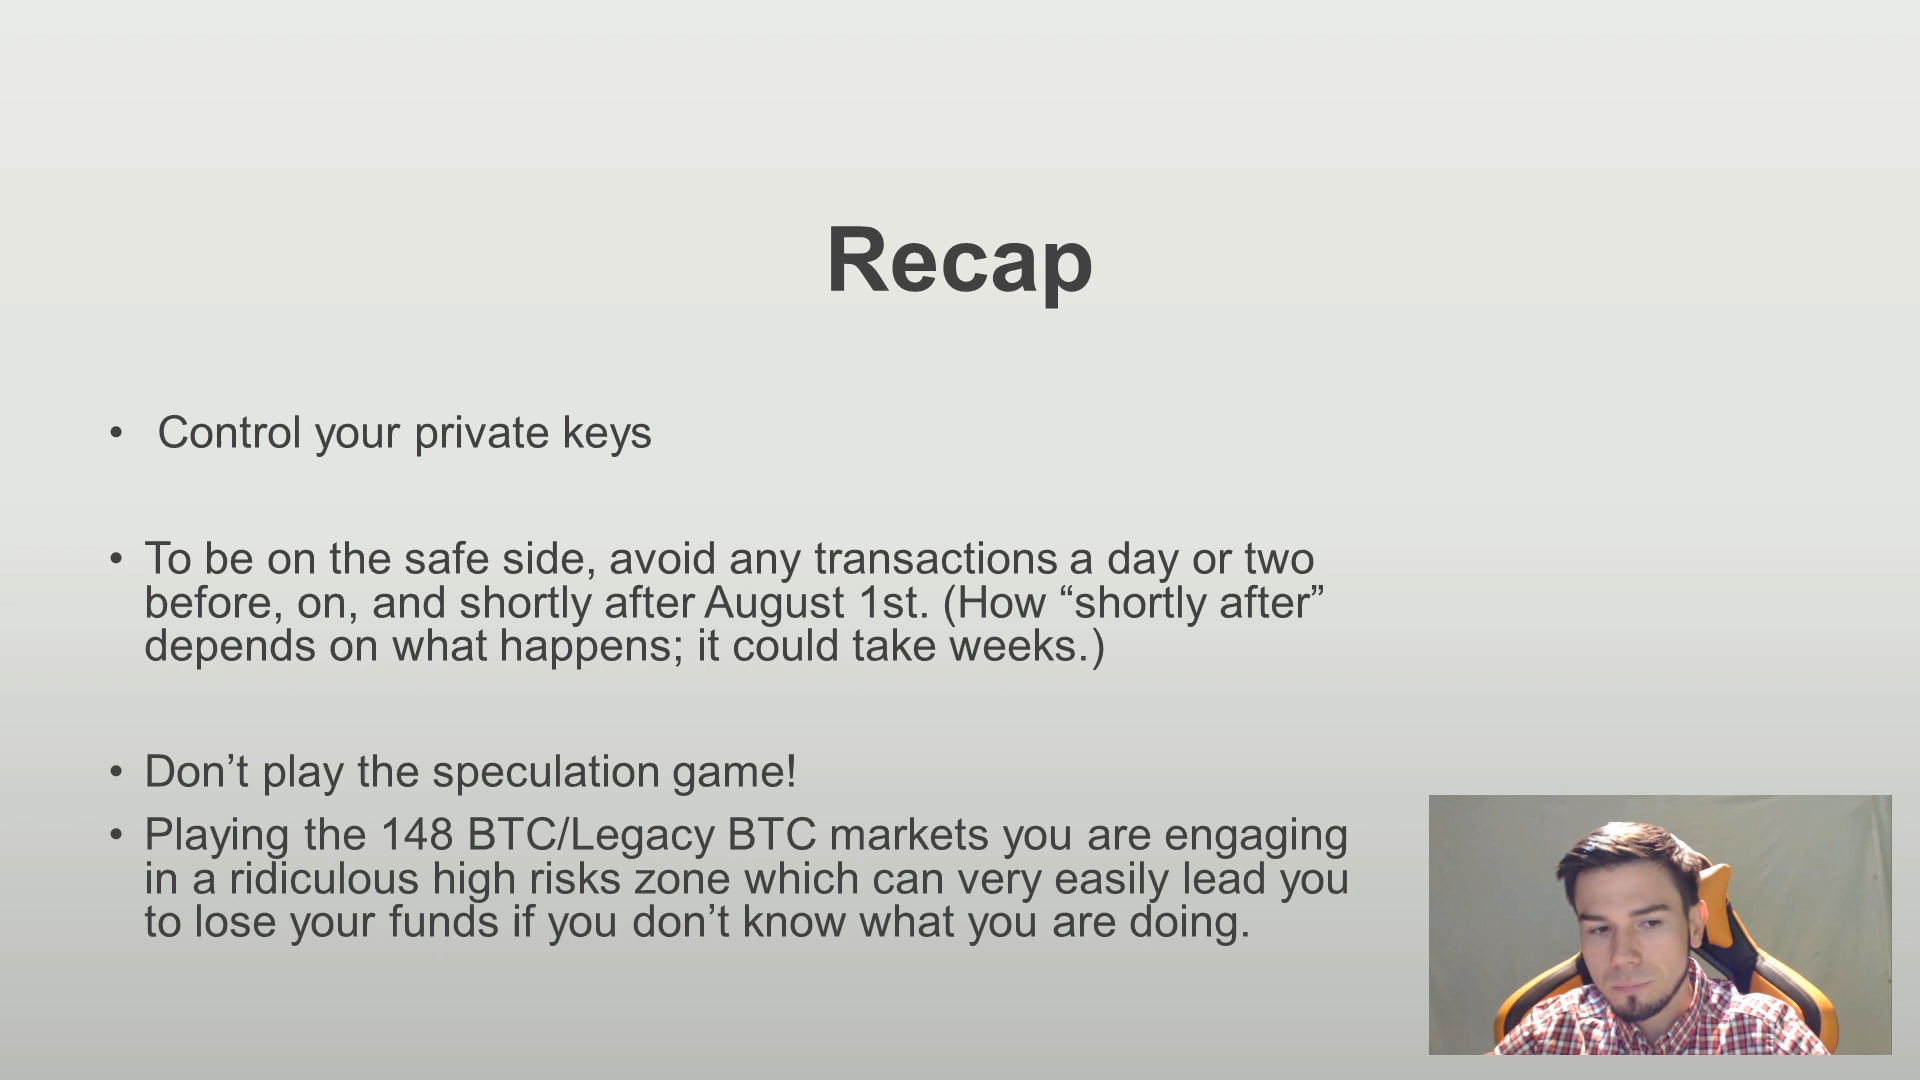 Recap
• Control your private keys
• To be on the safe side, avoid any transactions a day or two
before, on, and shortly after August 1st. (How “shortly after”
depends on what happens; it could take weeks.)
• Don’t play the speculation game!
• Playing the 148 BTC/Legacy BTC markets you are engaging
in a ridiculous high risks zone which can very easily lead you
to lose your funds if you don’t know what you are doing.